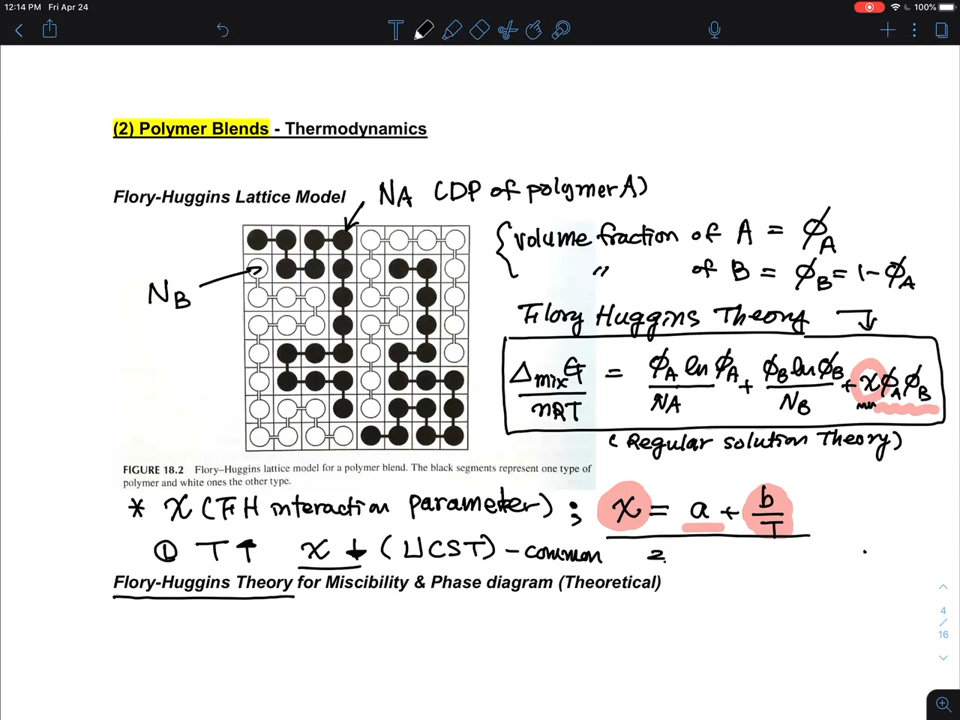 12:14 PM Fri Apr 24
100%
(2) Polymer Blends - Thermodynamics
Flory-Huggins Lattice Model
NA (DP of polymer A)
NB
volume fraction of A = ϕA
〃 of B = ϕB = 1-ϕA
Flory Huggins Theory
ΔmixG/nRT = ϕA ln ϕA/NA + ϕB ln ϕB/NB + χϕAϕB
(Regular solution Theory)
FIGURE 18.2 Flory–Huggins lattice model for a polymer blend. The black segments represent one type of
polymer and white ones the other type.
* χ (FH interaction parameter) ; χ = a + b/T
① T↑ χ↓ (UCST) - common 2
Flory-Huggins Theory for Miscibility & Phase diagram (Theoretical)
4
/
16